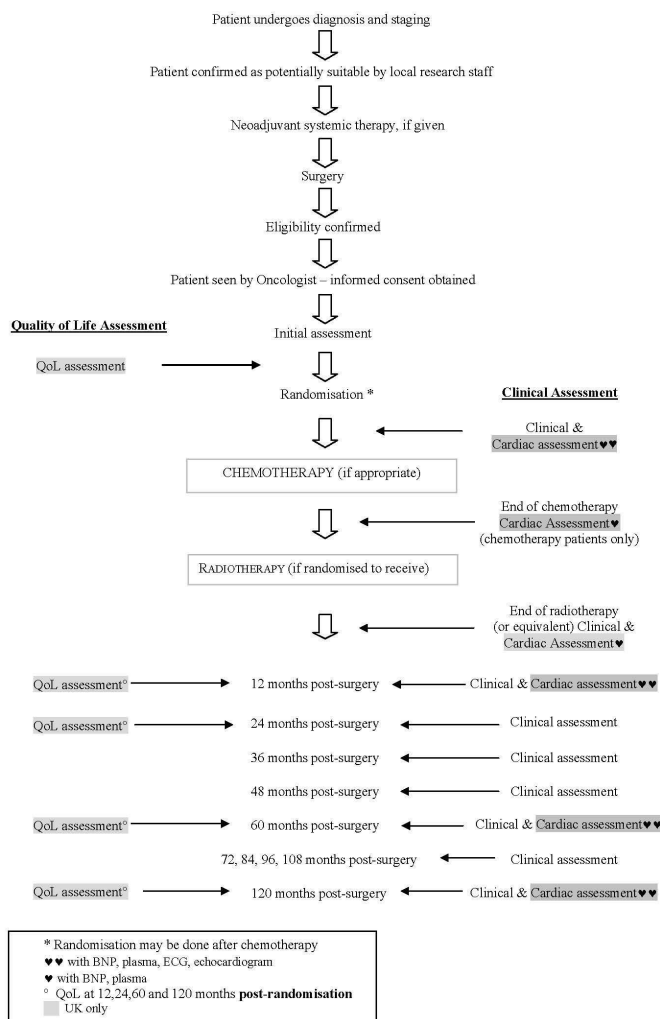 Patient undergoes diagnosis and staging
Patient confirmed as potentially suitable by local research staff
Neoadjuvant systemic therapy, if given
Surgery
Eligibility confirmed
Patient seen by Oncologist – informed consent obtained
Quality of Life Assessment
Initial assessment
QoL assessment
Randomisation *
Clinical Assessment
Clinical &
Cardiac assessment♥♥
CHEMOTHERAPY (if appropriate)
End of chemotherapy
Cardiac Assessment♥
(chemotherapy patients only)
RADIOTHERAPY (if randomised to receive)
End of radiotherapy
(or equivalent) Clinical &
Cardiac Assessment♥
QoL assessment° 12 months post-surgery Clinical & Cardiac assessment♥♥
QoL assessment° 24 months post-surgery Clinical assessment
36 months post-surgery Clinical assessment
48 months post-surgery Clinical assessment
QoL assessment° 60 months post-surgery Clinical & Cardiac assessment♥♥
72, 84, 96, 108 months post-surgery Clinical assessment
QoL assessment° 120 months post-surgery Clinical & Cardiac assessment♥♥
* Randomisation may be done after chemotherapy
♥♥ with BNP, plasma, ECG, echocardiogram
♥ with BNP, plasma
° QoL at 12,24,60 and 120 months post-randomisation
UK only